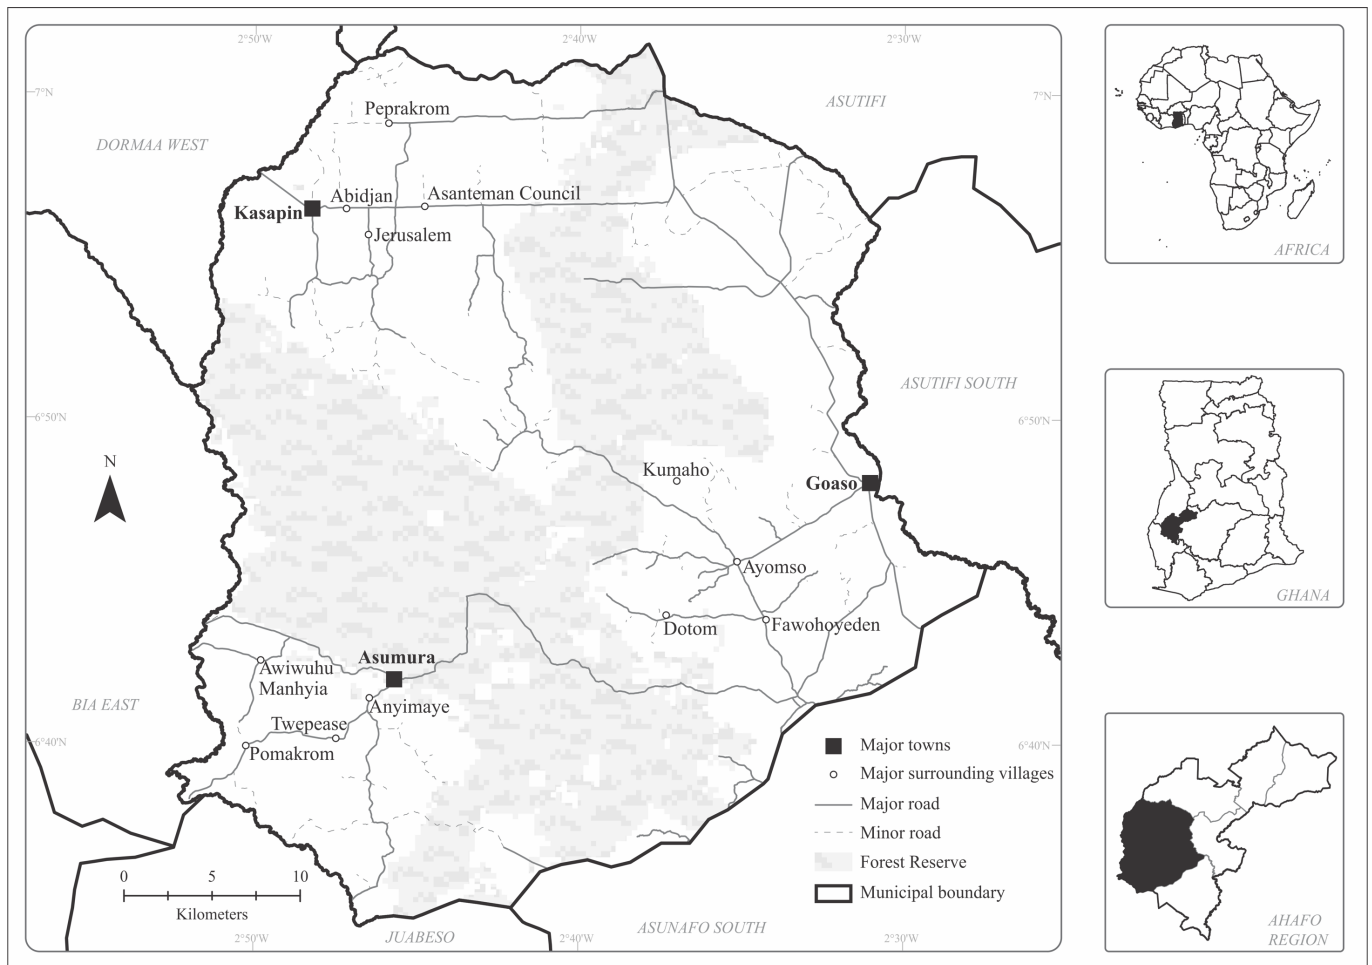 2°50'W
2°40'W
2°30'W
7°N
7°N
ASUTIFI
AFRICA
DORMAA WEST
Peprakrom
Abidjan
Asanteman Council
Kasapin
Jerusalem
ASUTIFI SOUTH
6°50'N
6°50'N
N
Kumaho
Goaso
Ayomso
GHANA
Dotom
Fawohoyeden
Asumura
Awiwuhu
Manhyia
Anyimaye
BIA EAST
Twepease
Pomakrom
6°40'N
6°40'N
Major towns
Major surrounding villages
Major road
Minor road
Forest Reserve
Municipal boundary
0 5 10
Kilometers
AHAFO
REGION
ASUNAFO SOUTH
JUABESO
2°50'W
2°40'W
2°30'W